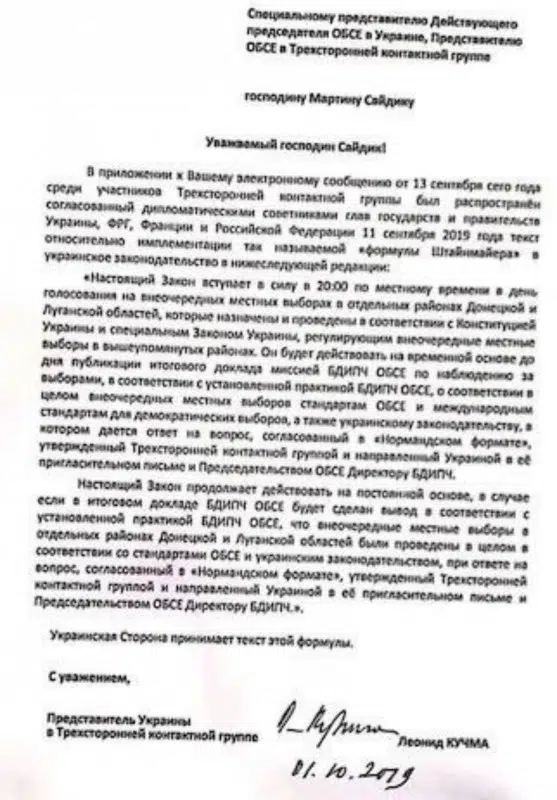 Специальному представителю Действующего
председателя ОБСЕ в Украине, Представителю
ОБСЕ в Трехсторонней контактной группе
господину Мартину Сайдику
Уважаемый господин Сайдик!
В приложении к Вашему электронному сообщению от 13 сентября сего года
среди участников Трехсторонней контактной группы был распространён
согласованный дипломатическими советниками глав государств и правительств
Украины, ФРГ, Франции и Российской Федерации 11 сентября 2019 года текст
относительно имплементации так называемой «формулы Штайнмайера» в
украинское законодательство в нижеследующей редакции:
«Настоящий Закон вступает в силу в 20:00 по местному времени в день
голосования на внеочередных местных выборах в отдельных районах Донецкой и
Луганской областей, которые назначены и проведены в соответствии с Конституцией
Украины и специальным Законом Украины, регулирующим внеочередные местные
выборы в вышеупомянутых районах. Он будет действовать на временной основе до
дня публикации итогового доклада миссией БДИПЧ ОБСЕ по наблюдению за
выборами, в соответствии с установленной практикой БДИПЧ ОБСЕ, о соответствии в
целом внеочередных местных выборов стандартам ОБСЕ и международным
стандартам для демократических выборов, а также украинскому законодательству, в
котором дается ответ на вопрос, согласованный в «Нормандском формате»,
утвержденный Трехсторонней контактной группой и направленный Украиной в её
пригласительном письме и Председательством ОБСЕ Директору БДИПЧ.
Настоящий Закон продолжает действовать на постоянной основе, в случае
если в итоговом докладе БДИПЧ ОБСЕ будет сделан вывод в соответствии с
установленной практикой БДИПЧ ОБСЕ, что внеочередные местные выборы в
отдельных районах Донецкой и Луганской областей были проведены в целом в
соответствии со стандартами ОБСЕ и украинским законодательством, при ответе на
вопрос, согласованный в «Нормандском формате», утвержденный Трехсторонней
контактной группой и направленный Украиной в её пригласительном письме и
Председательством ОБСЕ Директору БДИПЧ.».
Украинская Сторона принимает текст этой формулы.
С уважением,
Представитель Украины
в Трехсторонней контактной группе
Леонид КУЧМА
01.10.2019